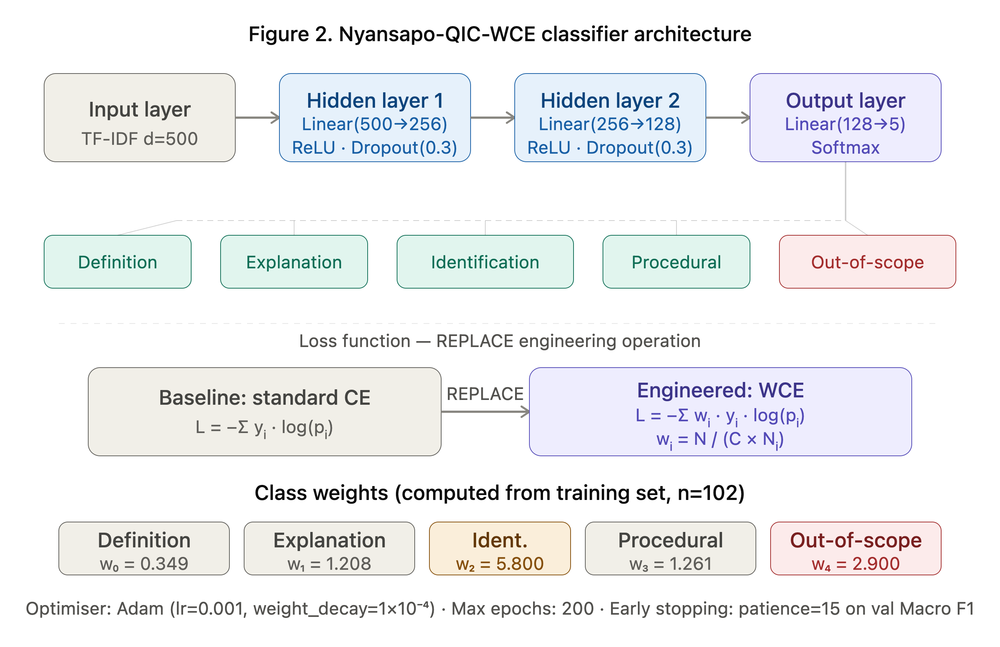 Figure 2. Nyansapo-QIC-WCE classifier architecture
Input layer
TF-IDF d=500
Hidden layer 1
Linear(500→256)
ReLU · Dropout(0.3)
Hidden layer 2
Linear(256→128)
ReLU · Dropout(0.3)
Output layer
Linear(128→5)
Softmax
Definition
Explanation
Identification
Procedural
Out-of-scope
Loss function — REPLACE engineering operation
Baseline: standard CE
L = −Σ yᵢ · log(pᵢ)
REPLACE
Engineered: WCE
L = −Σ wᵢ · yᵢ · log(pᵢ)
wᵢ = N / (C × Nᵢ)
Class weights (computed from training set, n=102)
Definition
w₀ = 0.349
Explanation
w₁ = 1.208
Ident.
w₂ = 5.800
Procedural
w₃ = 1.261
Out-of-scope
w₄ = 2.900
Optimiser: Adam (lr=0.001, weight_decay=1×10⁻⁴) · Max epochs: 200 · Early stopping: patience=15 on val Macro F1